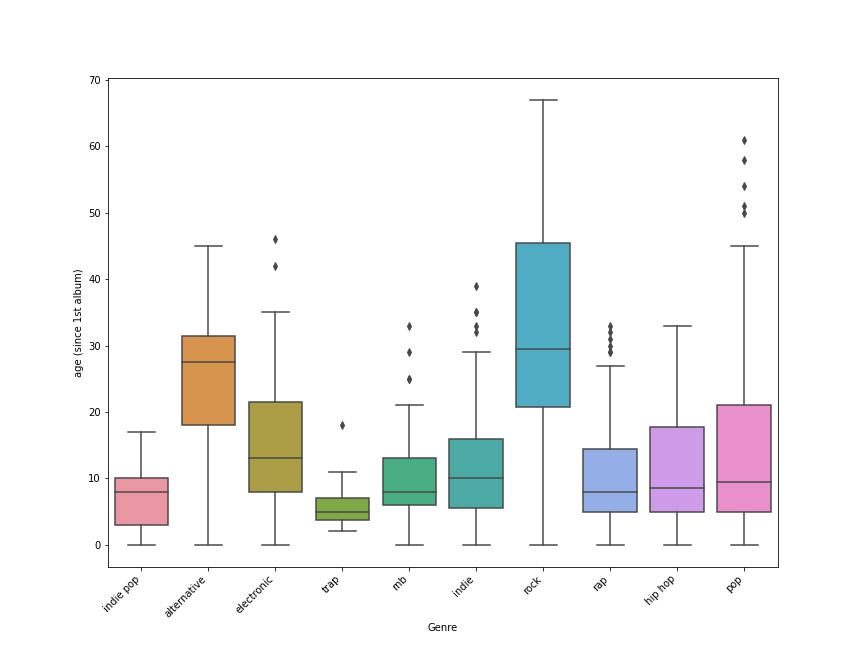 70
60
50
40
30
20
10
0
age (since 1st album)
indie pop
alternative
electronic
trap
rnb
indie
rock
rap
hip hop
pop
Genre